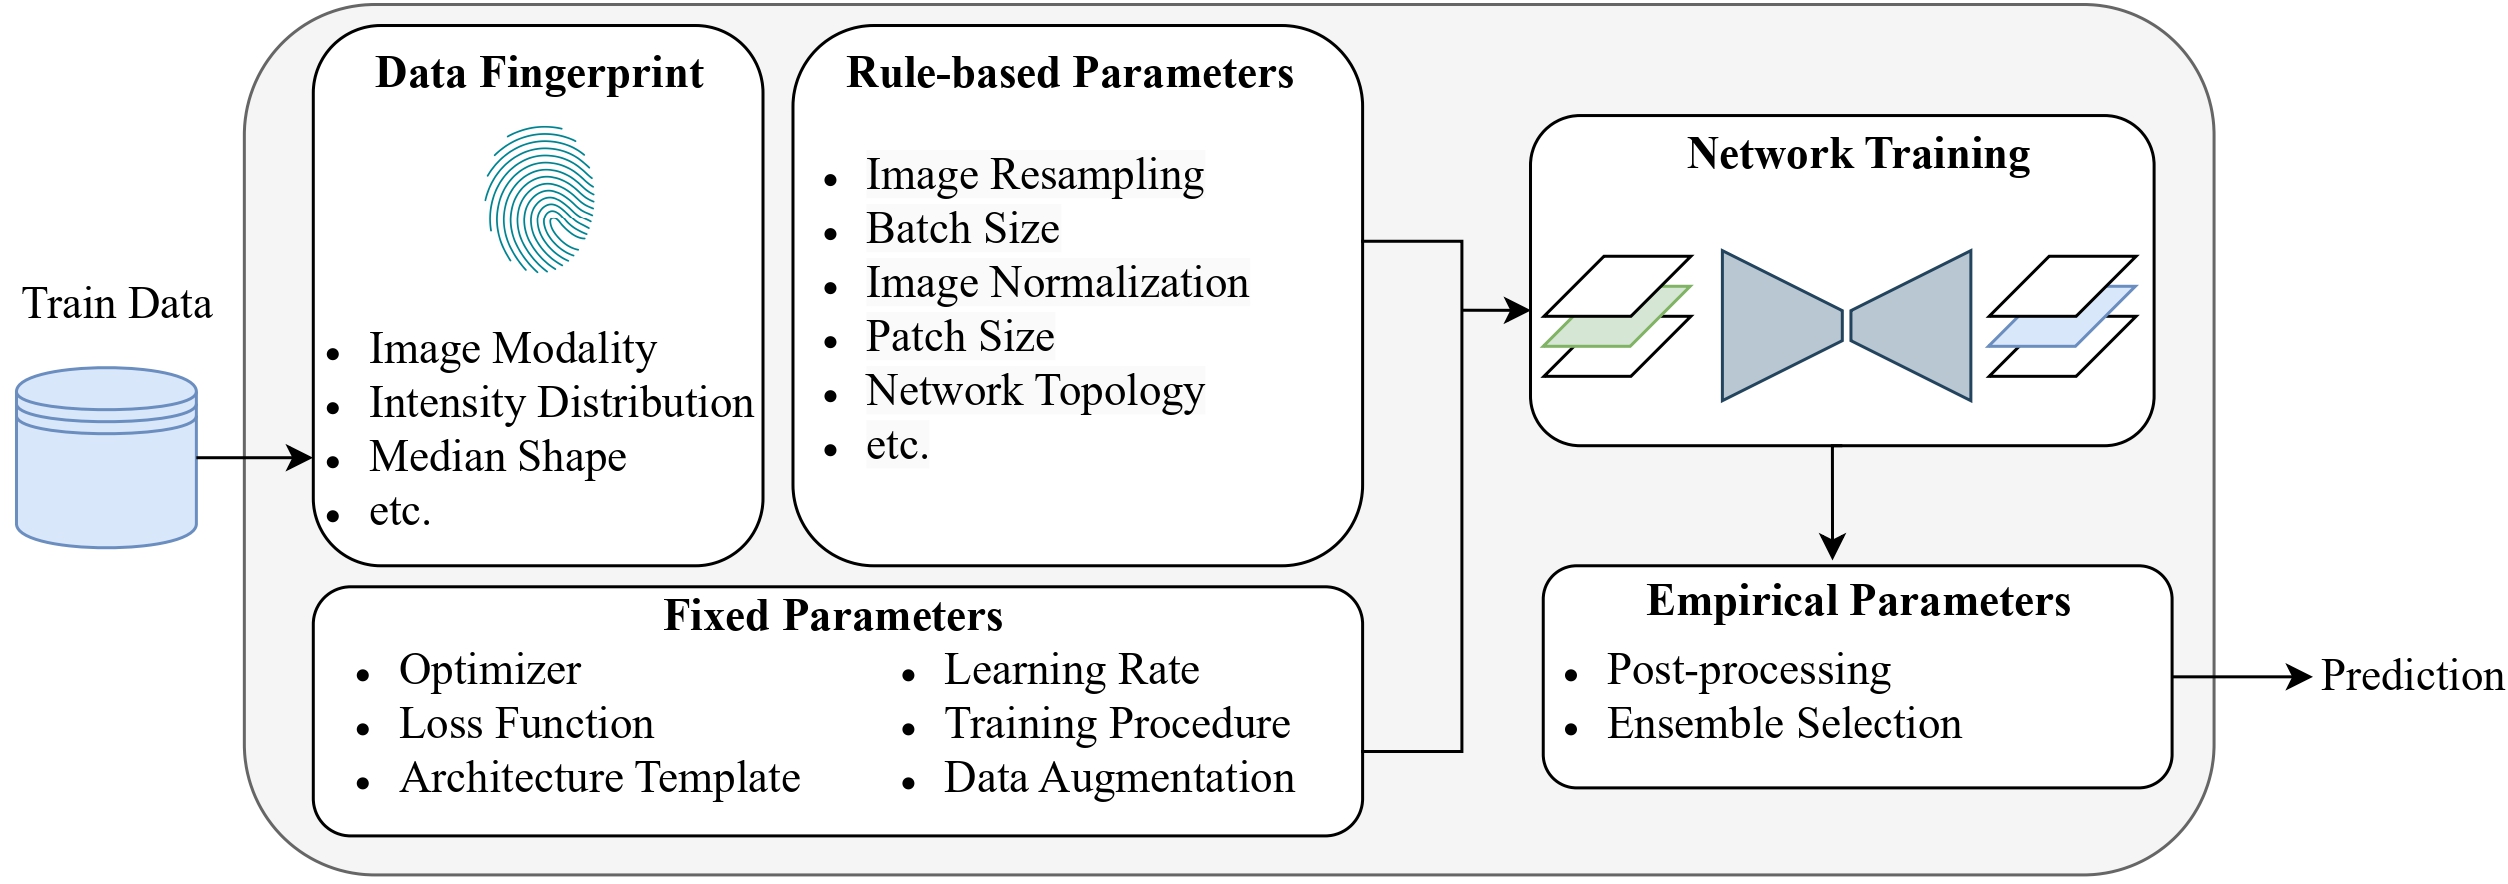 Train Data
Data Fingerprint
• Image Modality
• Intensity Distribution
• Median Shape
• etc.
Rule-based Parameters
• Image Resampling
• Batch Size
• Image Normalization
• Patch Size
• Network Topology
• etc.
Fixed Parameters
• Optimizer
• Loss Function
• Architecture Template
• Learning Rate
• Training Procedure
• Data Augmentation
Network Training
Empirical Parameters
• Post-processing
• Ensemble Selection
Prediction